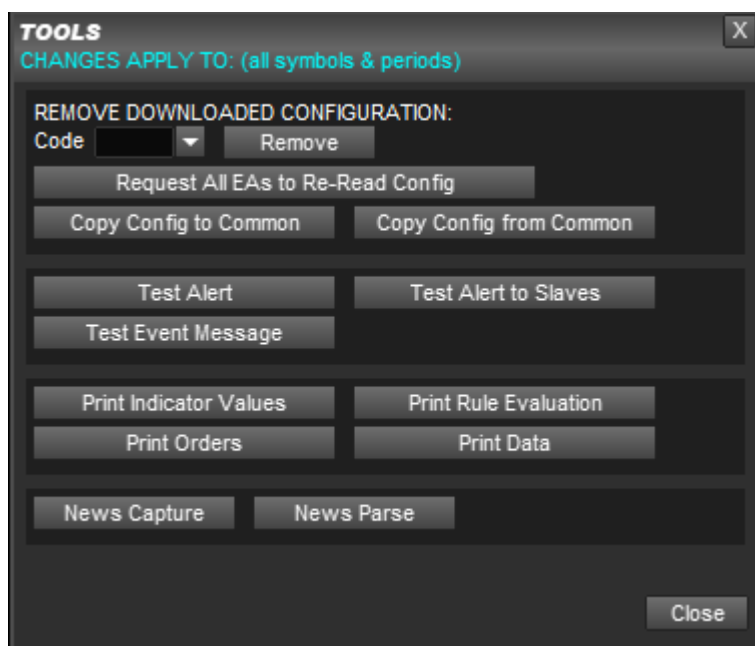 TOOLS X
CHANGES APPLY TO: (all symbols & periods)
REMOVE DOWNLOADED CONFIGURATION:
Code Remove
Request All EAs to Re-Read Config
Copy Config to Common Copy Config from Common
Test Alert Test Alert to Slaves
Test Event Message
Print Indicator Values Print Rule Evaluation
Print Orders Print Data
News Capture News Parse
Close